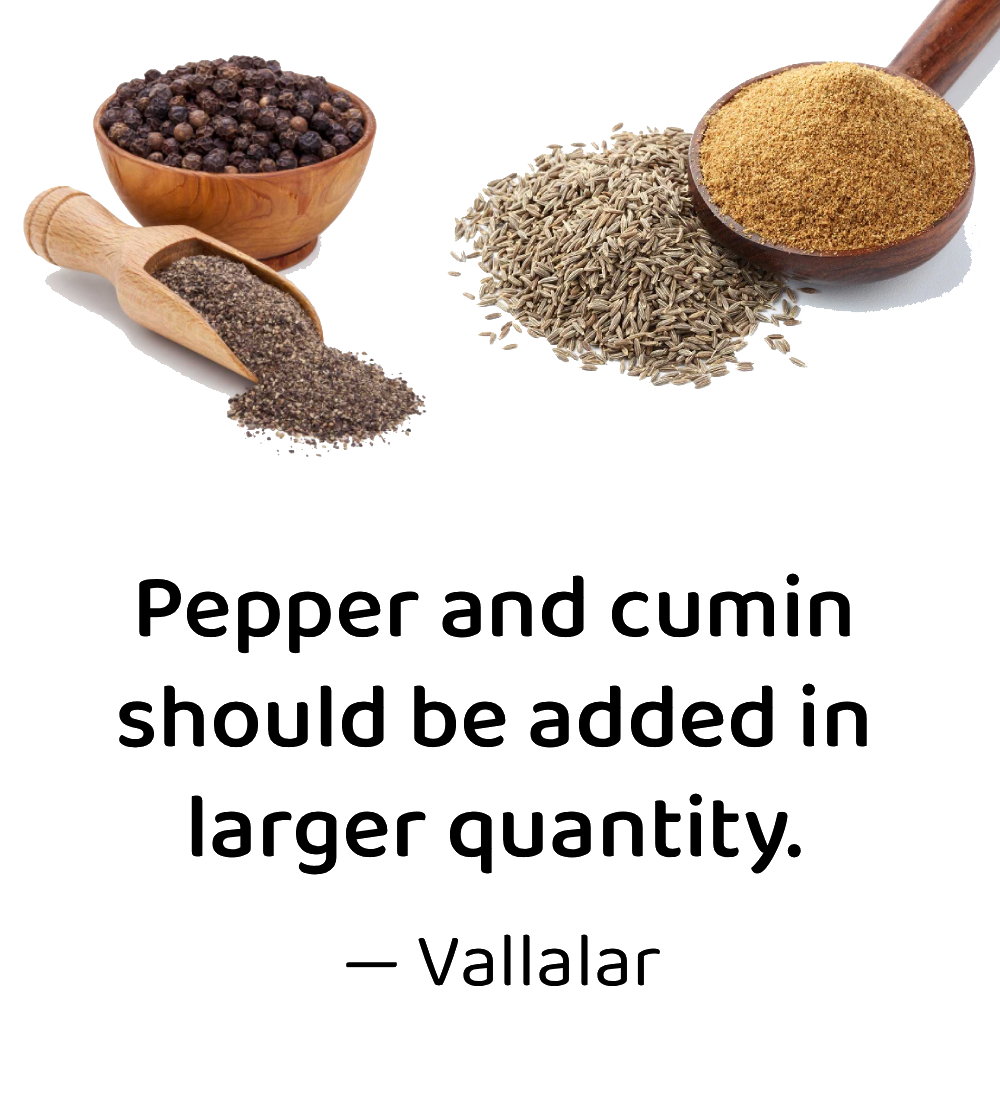 Pepper and cumin
should be added in
larger quantity.
— Vallalar